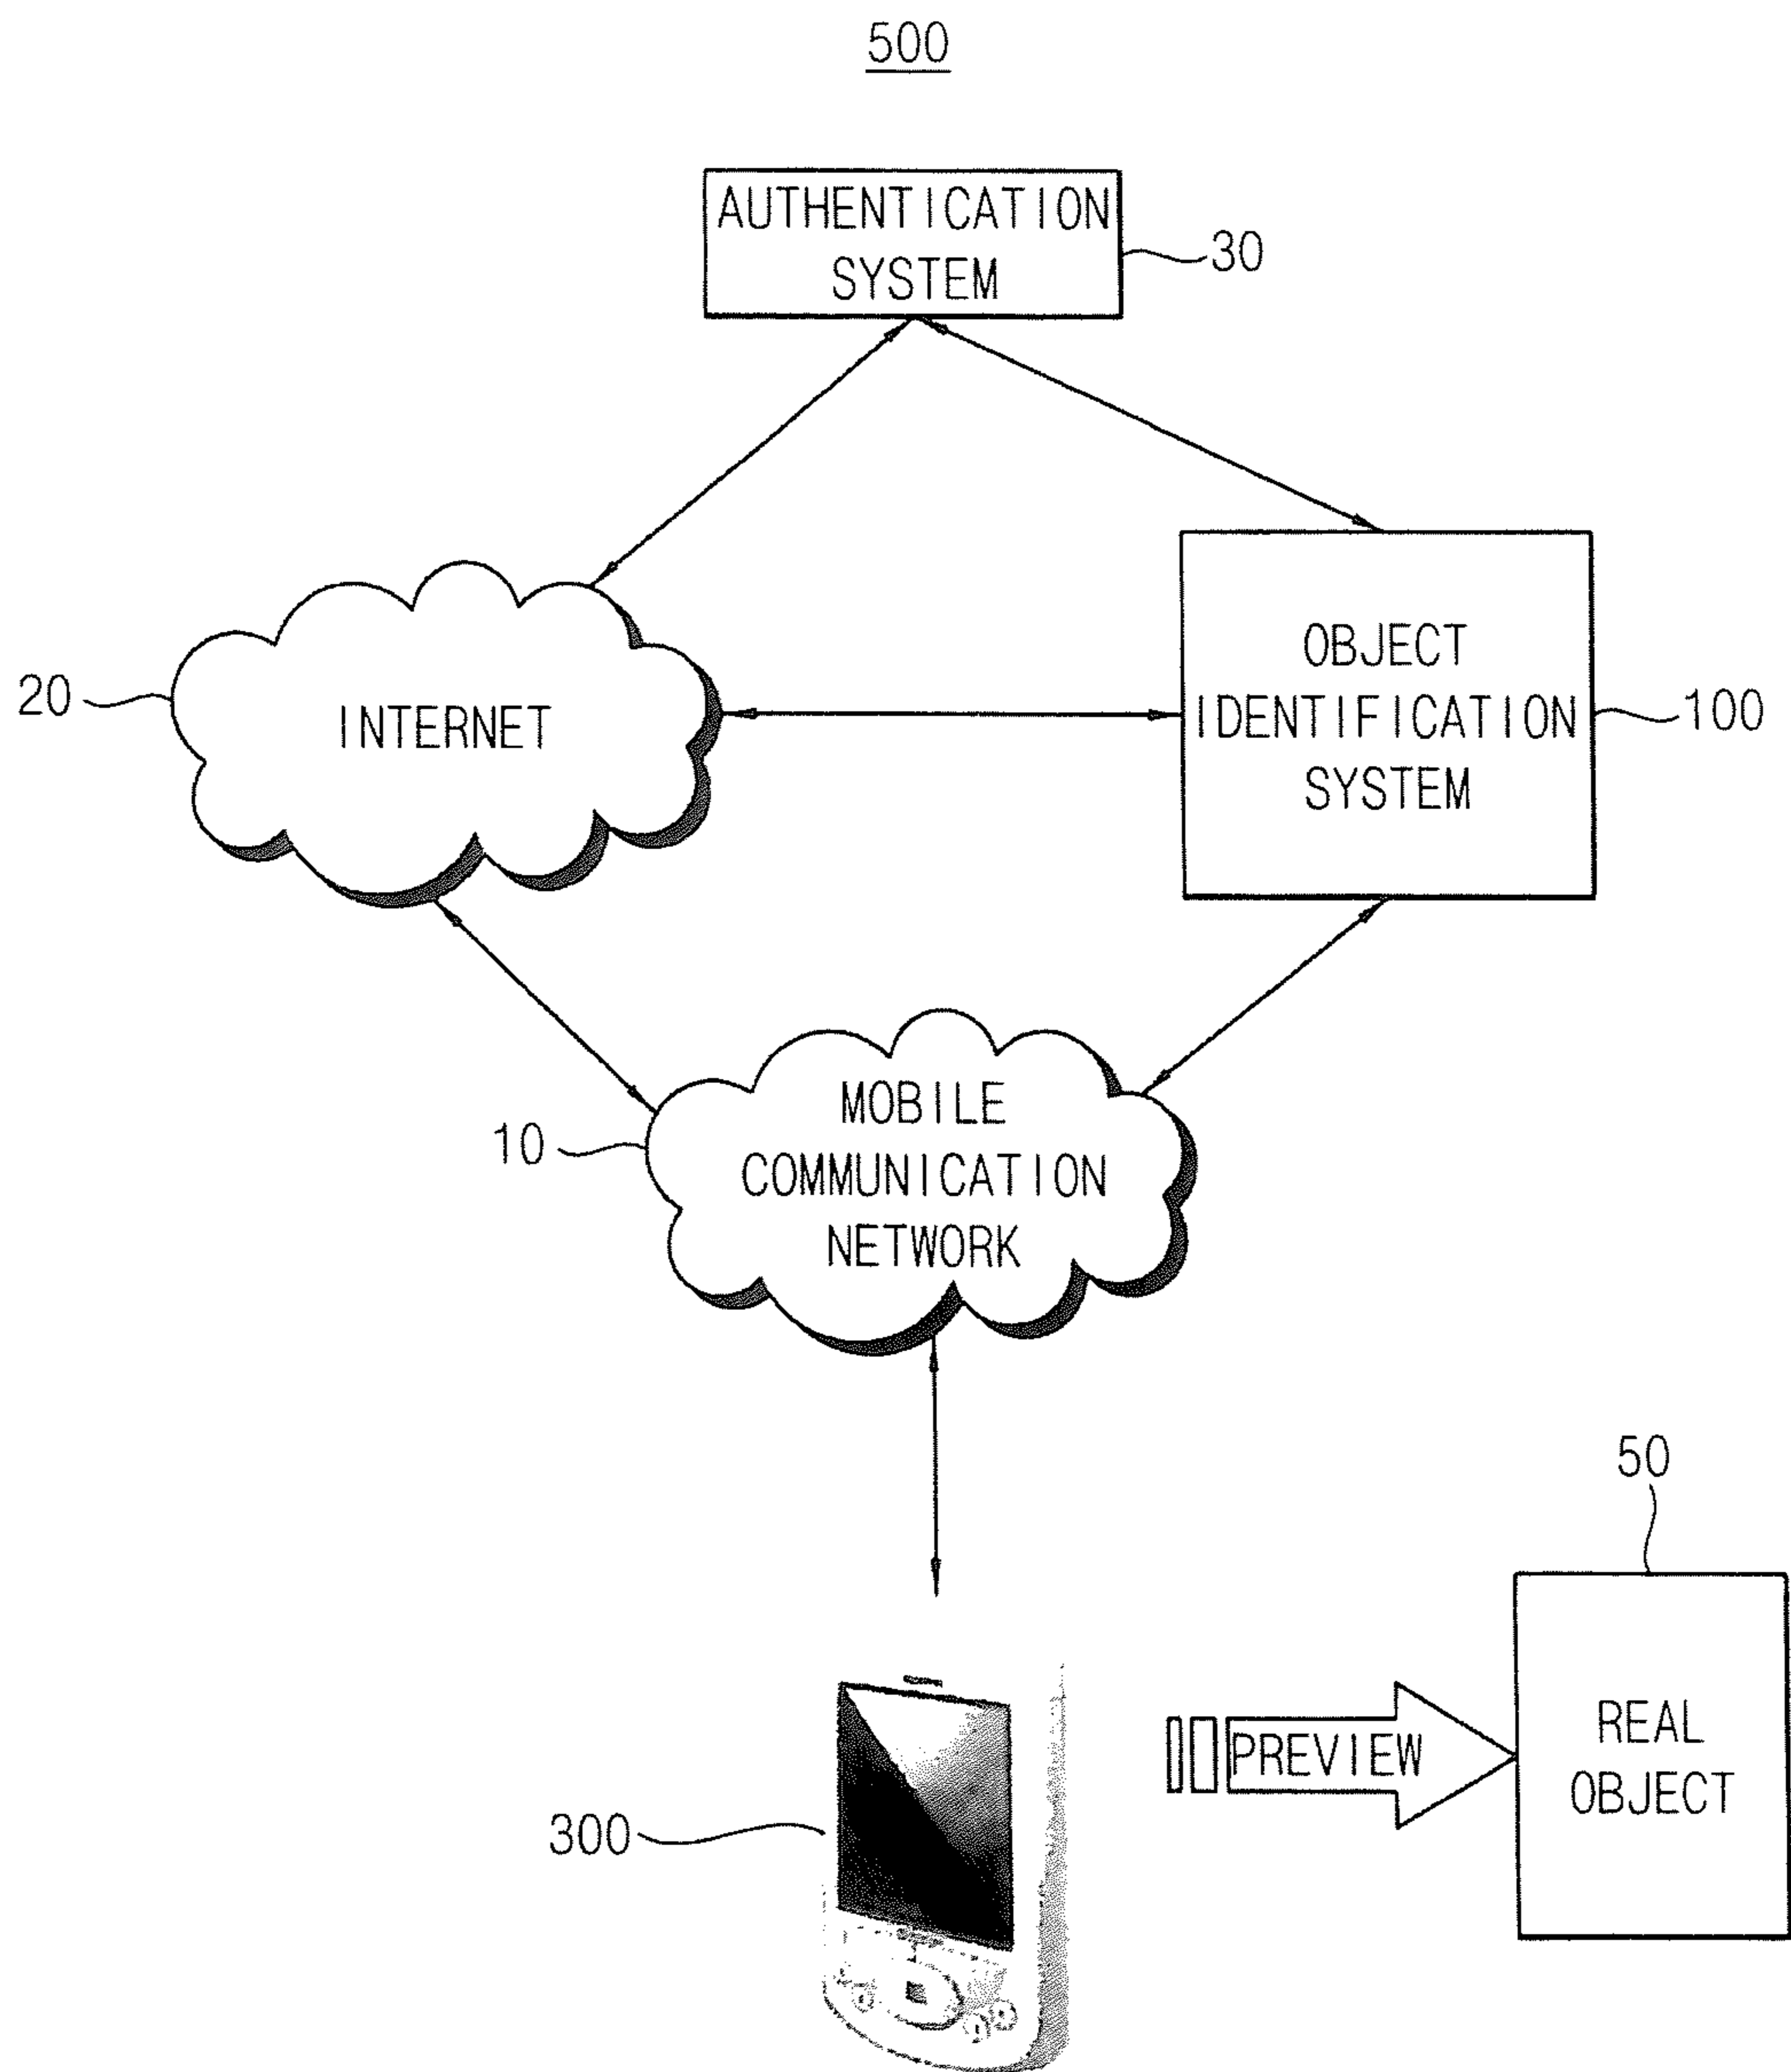 500
AUTHENTICATION
SYSTEM
30
20
INTERNET
OBJECT
IDENTIFICATION
SYSTEM
100
10
MOBILE
COMMUNICATION
NETWORK
50
300
PREVIEW
REAL
OBJECT